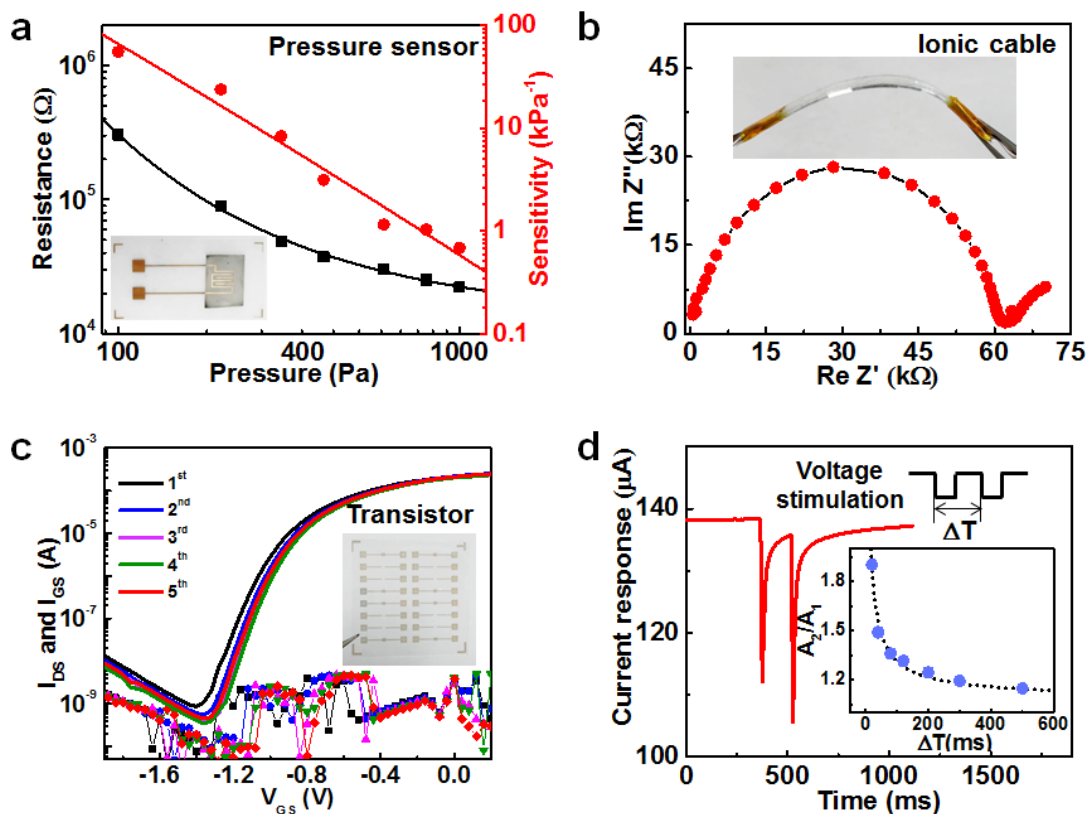 a
Pressure sensor
Resistance (Ω)
10⁶
10⁵
10⁴
100
400
1000
Pressure (Pa)
100
10
1
0.1
Sensitivity (kPa⁻¹)
b
Ionic cable
Im Z''(kΩ)
45
30
15
0
0
15
30
45
60
75
Re Z' (kΩ)
c
I_DS and I_GS (A)
10⁻³
10⁻⁵
10⁻⁷
10⁻⁹
1st
2nd
3rd
4th
5th
Transistor
-1.6
-1.2
-0.8
-0.4
0.0
V_GS (V)
d
Current response (μA)
140
120
100
Voltage
stimulation
ΔT
A₂/A₁
1.8
1.5
1.2
0
200
400
600
ΔT(ms)
0
500
1000
1500
Time (ms)